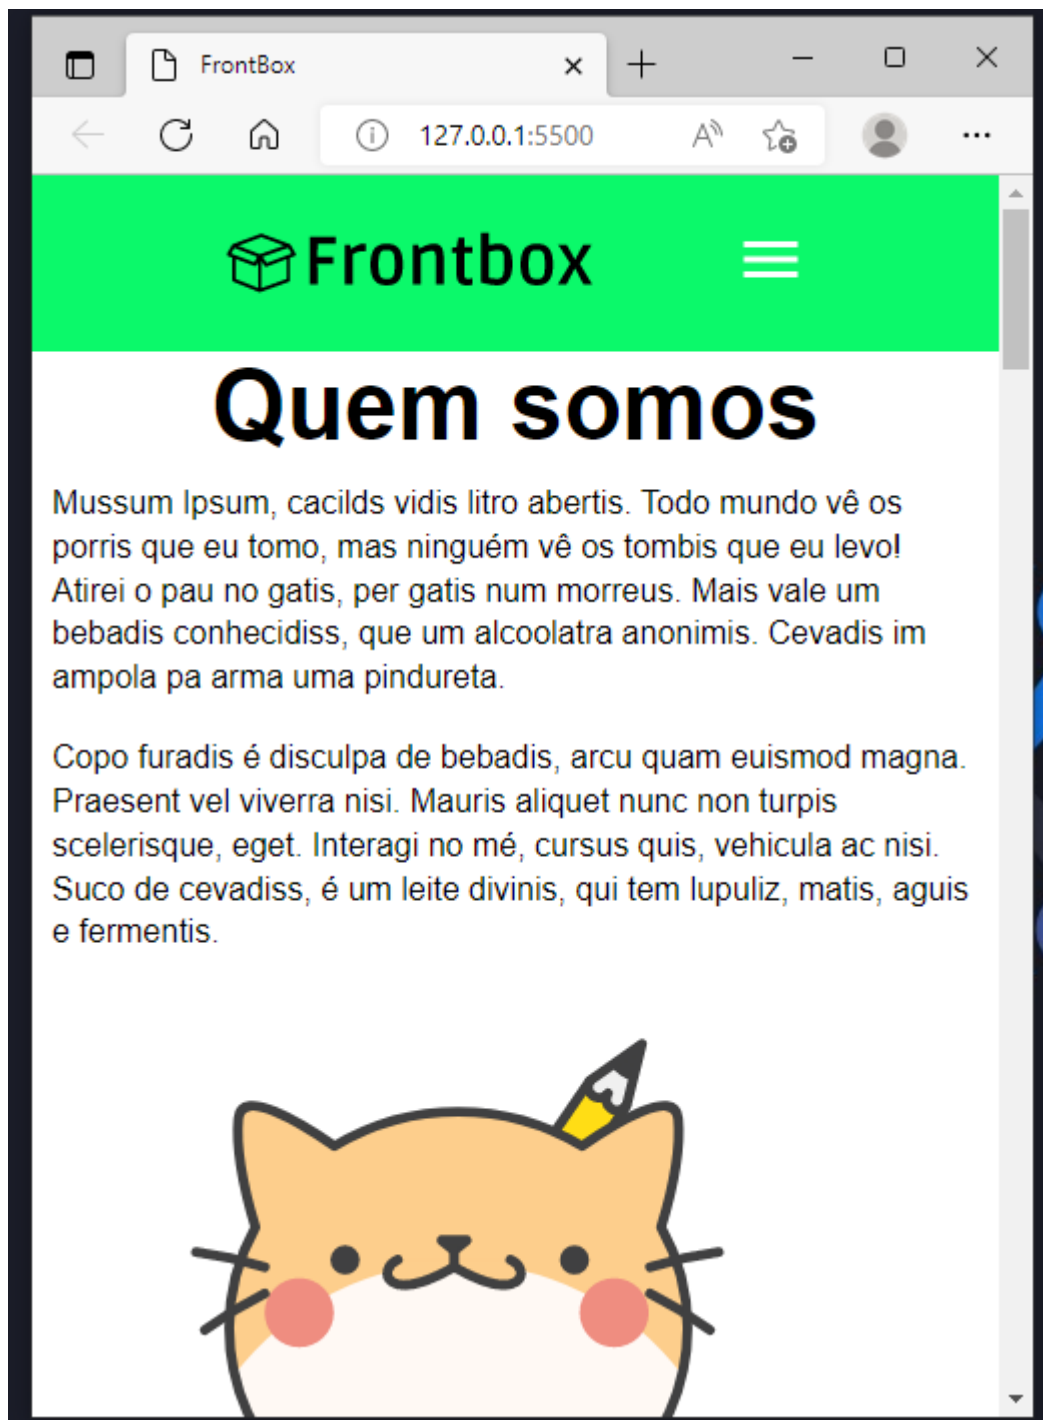 FrontBox
127.0.0.1:5500
Frontbox
Quem somos
Mussum Ipsum, cacilds vidis litro abertis. Todo mundo vê os
porris que eu tomo, mas ninguém vê os tombis que eu levo!
Atirei o pau no gatis, per gatis num morreus. Mais vale um
bebadis conhecidiss, que um alcoolatra anonimis. Cevadis im
ampola pa arma uma pindureta.
Copo furadis é disculpa de bebadis, arcu quam euismod magna.
Praesent vel viverra nisi. Mauris aliquet nunc non turpis
scelerisque, eget. Interagi no mé, cursus quis, vehicula ac nisi.
Suco de cevadiss, é um leite divinis, qui tem lupuliz, matis, aguis
e fermentis.